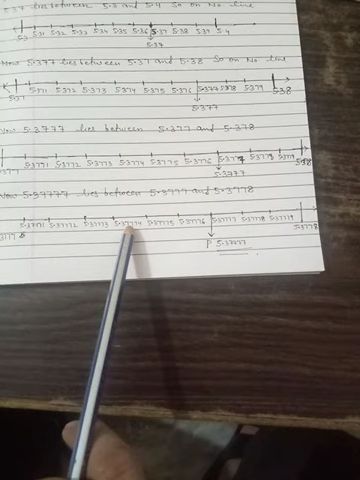 5.37 lies between 5.3 and 5.4 So on No line
5.3 5.31 5.32 5.33 5.34 5.35 5.36 5.37 5.38 5.39 5.4
5.37
Now 5.377 lies between 5.37 and 5.38 So on No line
5.37 5.371 5.372 5.373 5.374 5.375 5.376 5.377 5.378 5.379 5.38
5.377
Now 5.3777 lies between 5.377 and 5.378
5.3771 5.3772 5.3773 5.3774 5.3775 5.3776 5.3778 5.3779
5.3777
Now 5.37777 lies between 5.3777 and 5.3778
5.37771 5.37772 5.37773 5.37774 5.37775 5.37776 5.37777 5.37778 5.37779 5.3778
P 5.37777